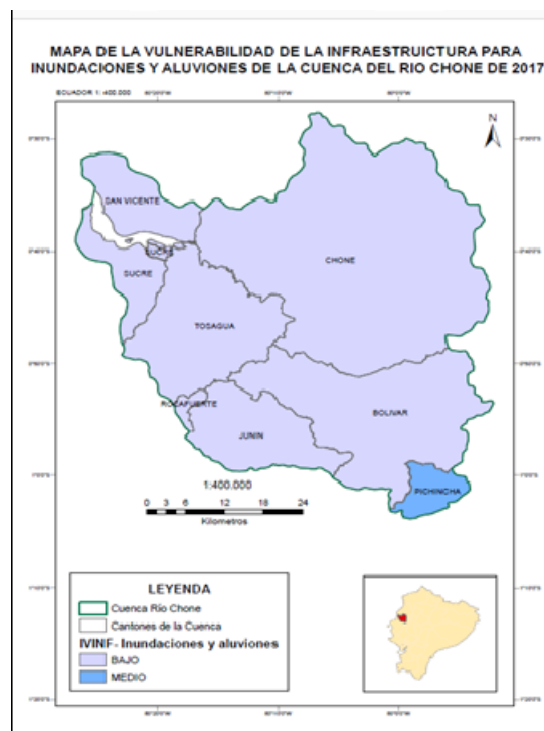 MAPA DE LA VULNERABILIDAD DE LA INFRAESTRUCTURA PARA
INUNDACIONES Y ALUVIONES DE LA CUENCA DEL RIO CHONE DE 2017
N
SAN VICENTE
SUCRE
SUCRE
CHONE
TOSAGUA
ROCAFUERTE
JUNIN
BOLIVAR
PICHINCHA
1:400.000
0 3 6 12 18 24
Kilometros
LEYENDA
Cuenca Río Chone
Cantones de la Cuenca
IVINIF- Inundaciones y aluviones
BAJO
MEDIO